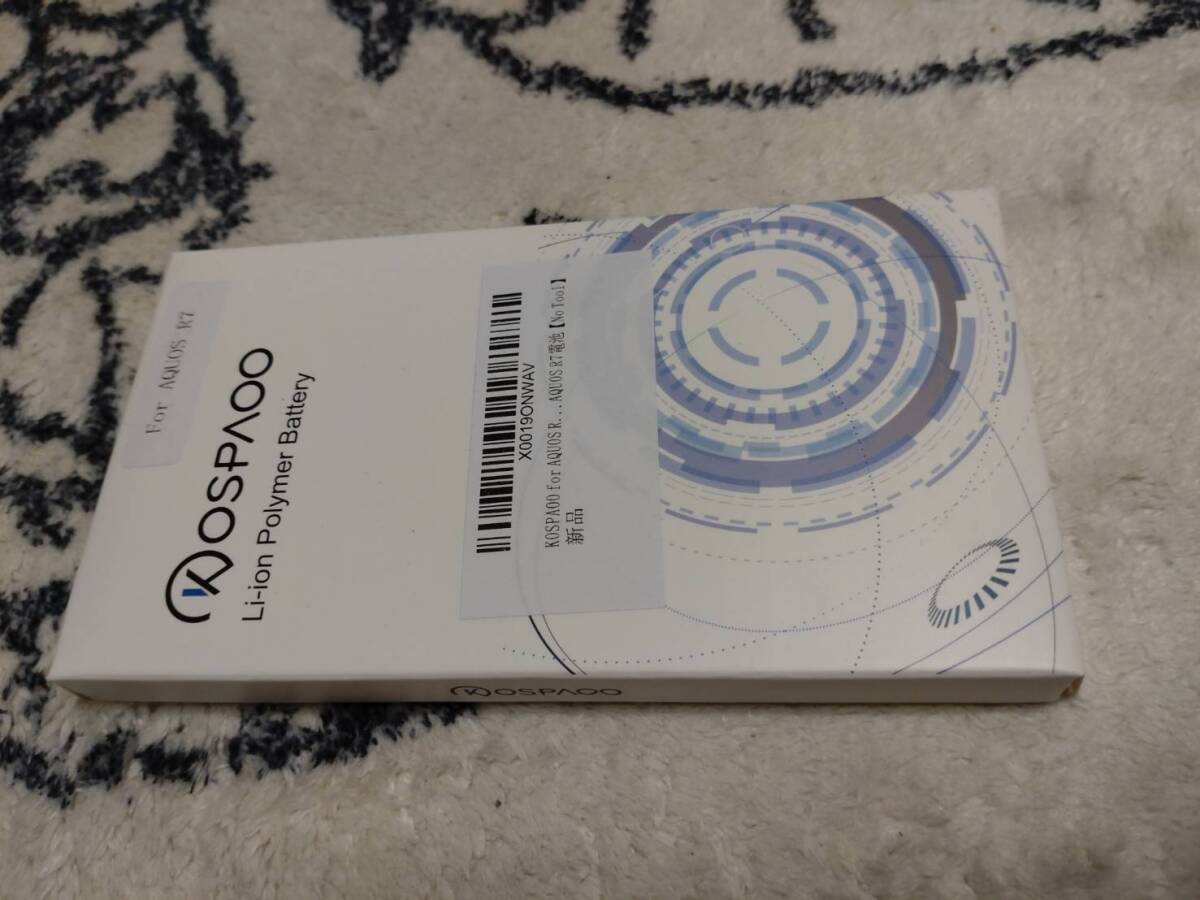 For AQUOS R7
KOSPAOO
Li-ion Polymer Battery
X0019ONWAV
KOSPAOO for AQUOS R...AQUOS R7電池【No Tool】
新品
KOSPAOO